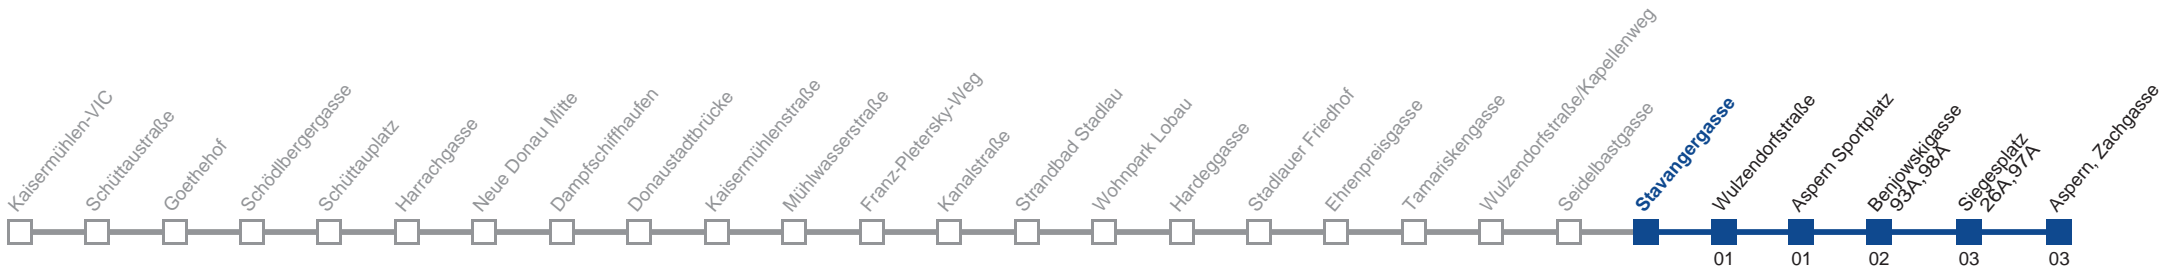 Kaisermühlen-VIC
Schüttaustraße
Goethehof
Schödlbergergasse
Schüttauplatz
Harrachgasse
Neue Donau Mitte
Dampfschiffhaufen
Donaustadtbrücke
Kaisermühlenstraße
Mühlwasserstraße
Franz-Pletersky-Weg
Kanalstraße
Strandbad Stadlau
Wohnpark Lobau
Hardeggasse
Stadlauer Friedhof
Ehrenpreisgasse
Tamariskengasse
Wulzendorfstraße/Kapellenweg
Seidelbastgasse
Stavangergasse
Wulzendorfstraße
Aspern Sportplatz
Benjowskigasse
93A,98A
Siegesplatz
26A,97A
Aspern, Zachgasse
01 01 02 03 03